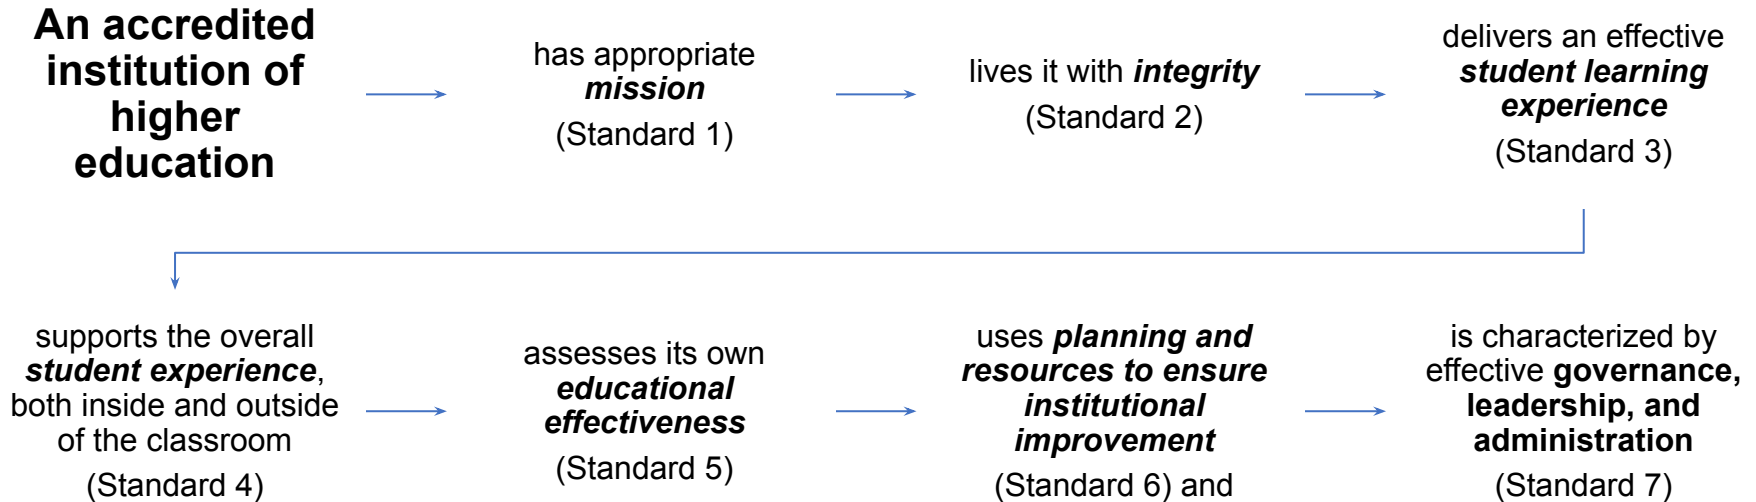 An accredited
institution of
higher
education
has appropriate
mission
(Standard 1)
lives it with integrity
(Standard 2)
delivers an effective
student learning
experience
(Standard 3)
supports the overall
student experience,
both inside and outside
of the classroom
(Standard 4)
assesses its own
educational
effectiveness
(Standard 5)
uses planning and
resources to ensure
institutional
improvement
(Standard 6) and
is characterized by
effective governance,
leadership, and
administration
(Standard 7)